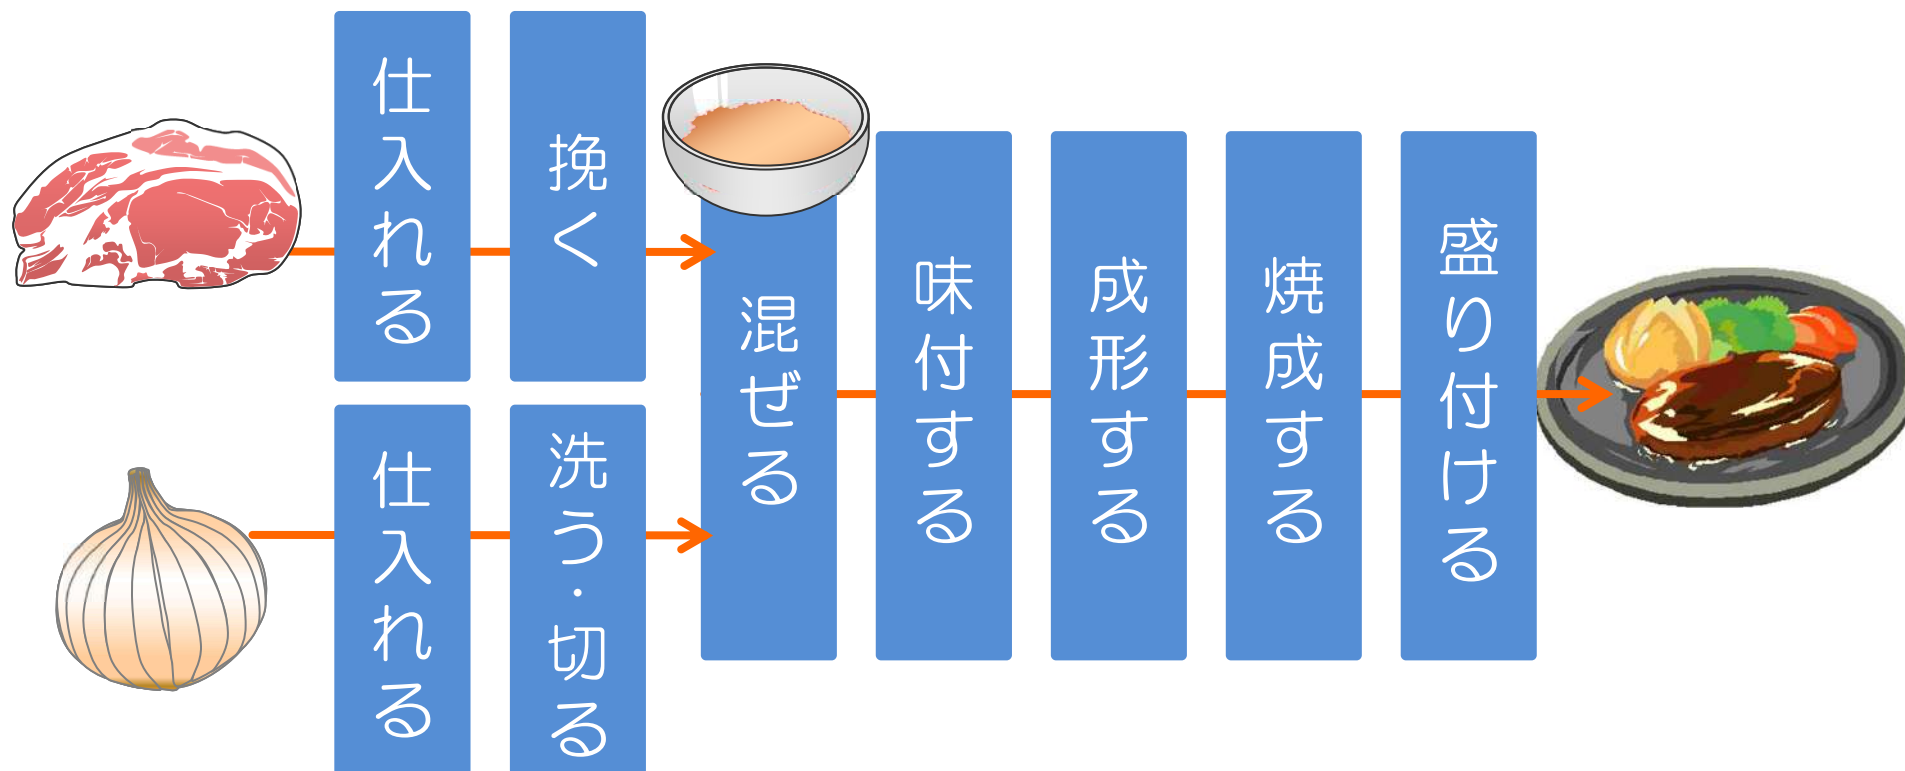 仕入れる
挽く
仕入れる
洗う・切る
混ぜる
味付する
成形する
焼成する
盛り付ける